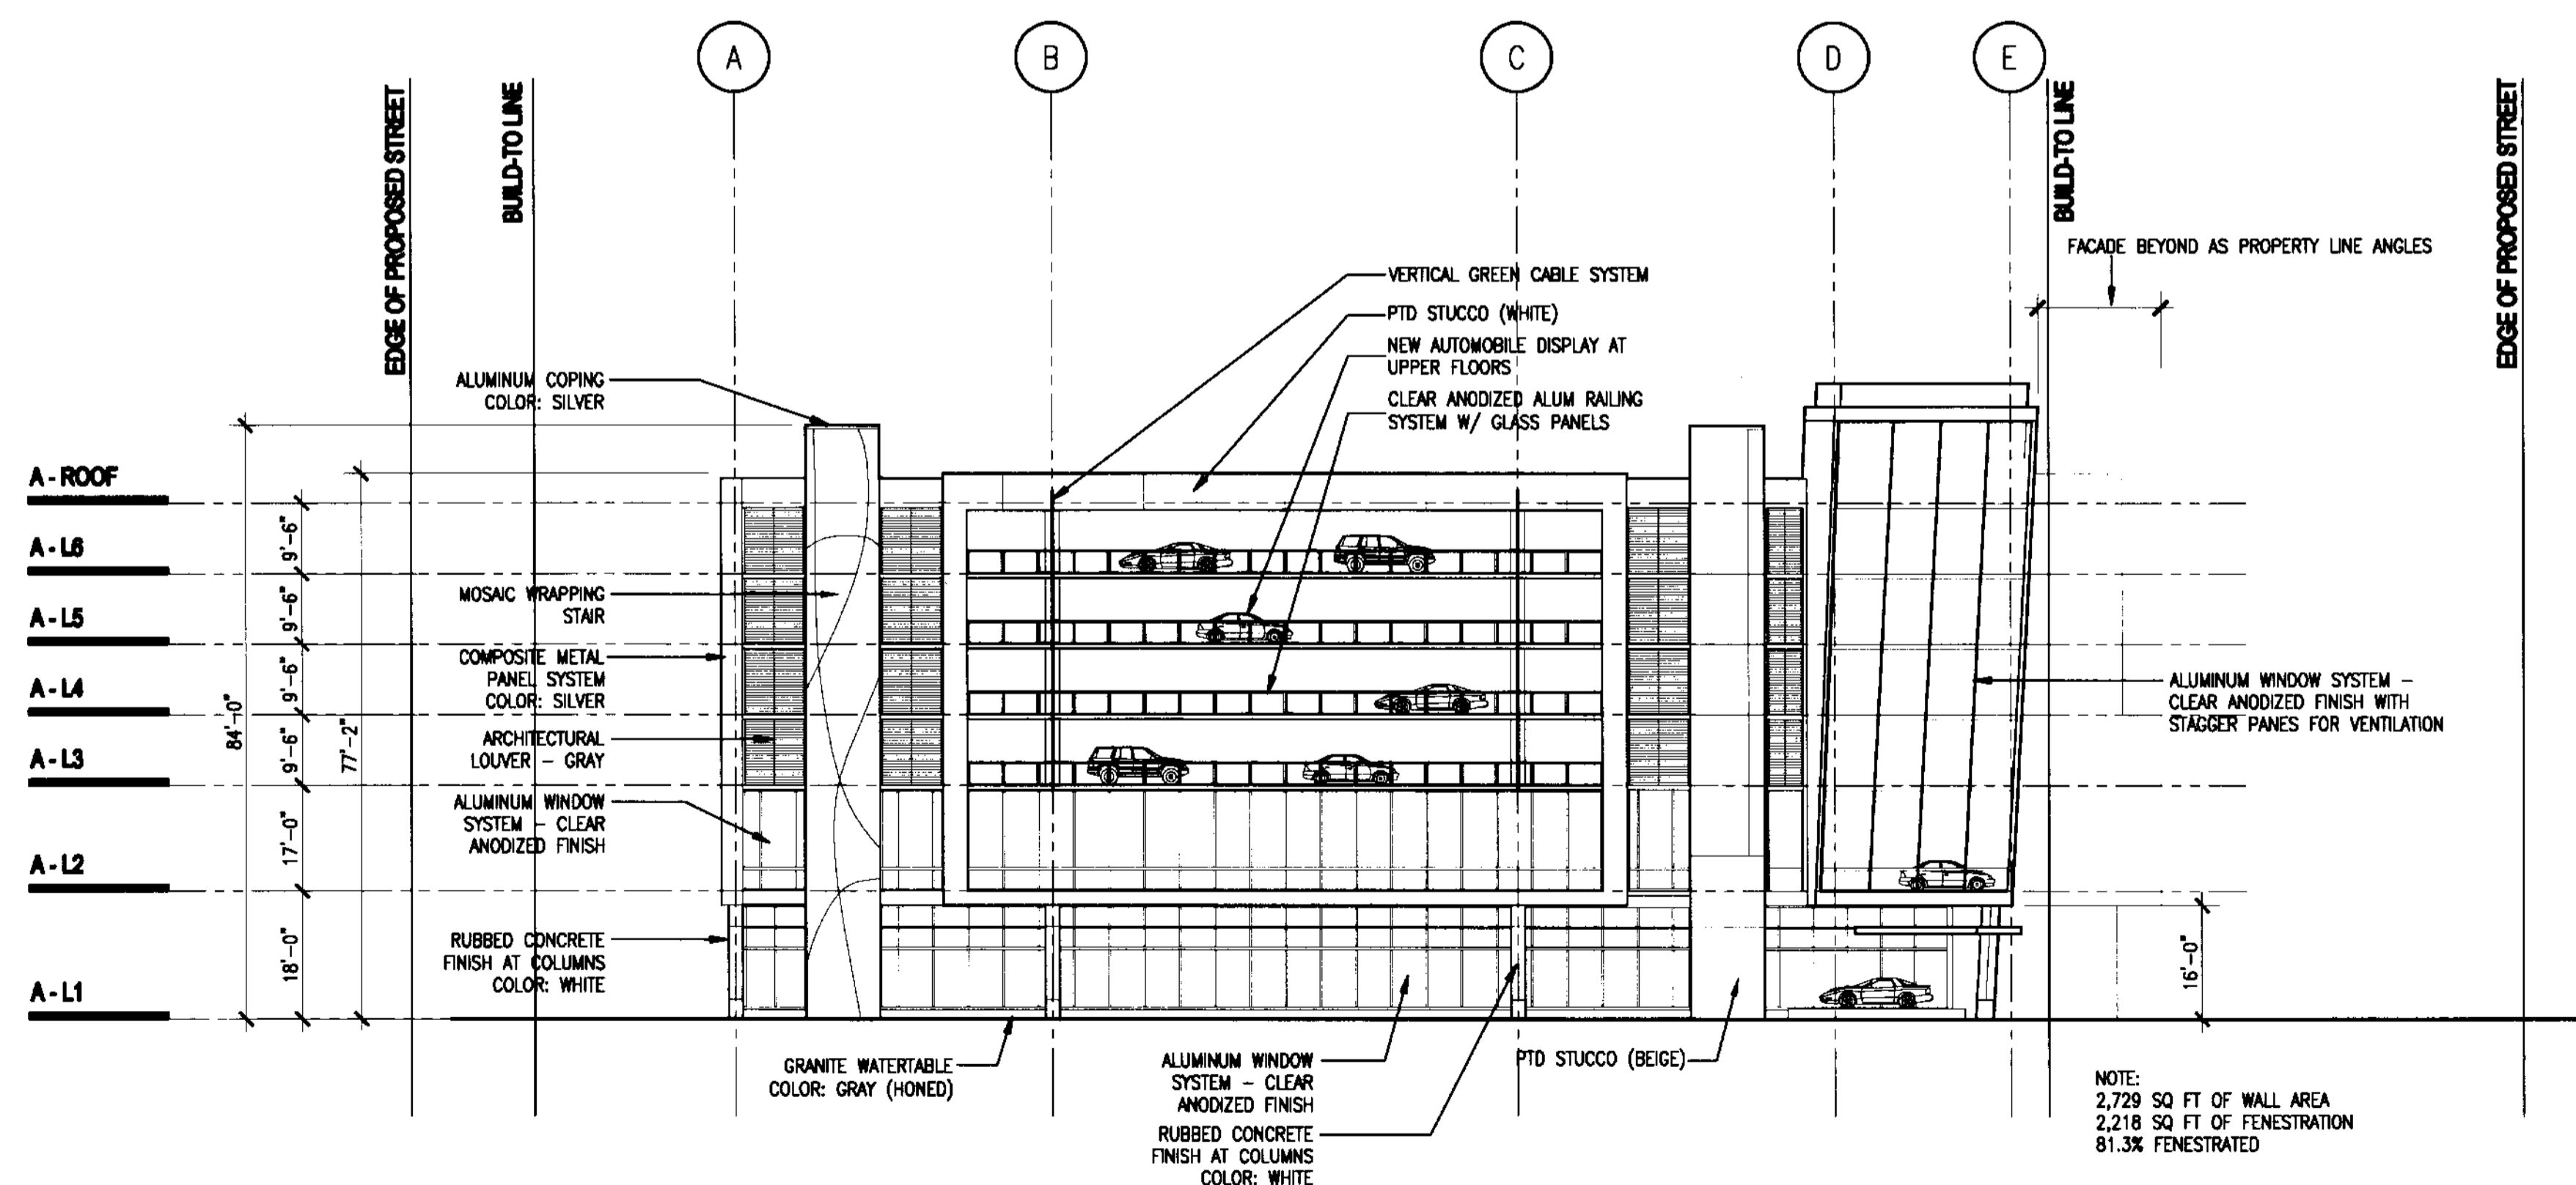 A
B
C
D
E
EDGE OF PROPOSED STREET
BUILD-TO LINE
BUILD-TO LINE
EDGE OF PROPOSED STREET
FACADE BEYOND AS PROPERTY LINE ANGLES
VERTICAL GREEN CABLE SYSTEM
PTD STUCCO (WHITE)
NEW AUTOMOBILE DISPLAY AT
UPPER FLOORS
CLEAR ANODIZED ALUM RAILING
SYSTEM W/ GLASS PANELS
ALUMINUM COPING
COLOR: SILVER
MOSAIC WRAPPING
STAIR
COMPOSITE METAL
PANEL SYSTEM
COLOR: SILVER
ARCHITECTURAL
LOUVER - GRAY
ALUMINUM WINDOW
SYSTEM - CLEAR
ANODIZED FINISH
RUBBED CONCRETE
FINISH AT COLUMNS
COLOR: WHITE
A - ROOF
A - L6
A - L5
A - L4
A - L3
A - L2
A - L1
84'-0"
9'-6"
9'-6"
9'-6"
9'-6"
17'-0"
18'-0"
77'-2"
ALUMINUM WINDOW SYSTEM -
CLEAR ANODIZED FINISH WITH
STAGGER PANES FOR VENTILATION
16'-0"
GRANITE WATERTABLE
COLOR: GRAY (HONED)
ALUMINUM WINDOW
SYSTEM - CLEAR
ANODIZED FINISH
RUBBED CONCRETE
FINISH AT COLUMNS
COLOR: WHITE
PTD STUCCO (BEIGE)
NOTE:
2,729 SQ FT OF WALL AREA
2,218 SQ FT OF FENESTRATION
81.3% FENESTRATED